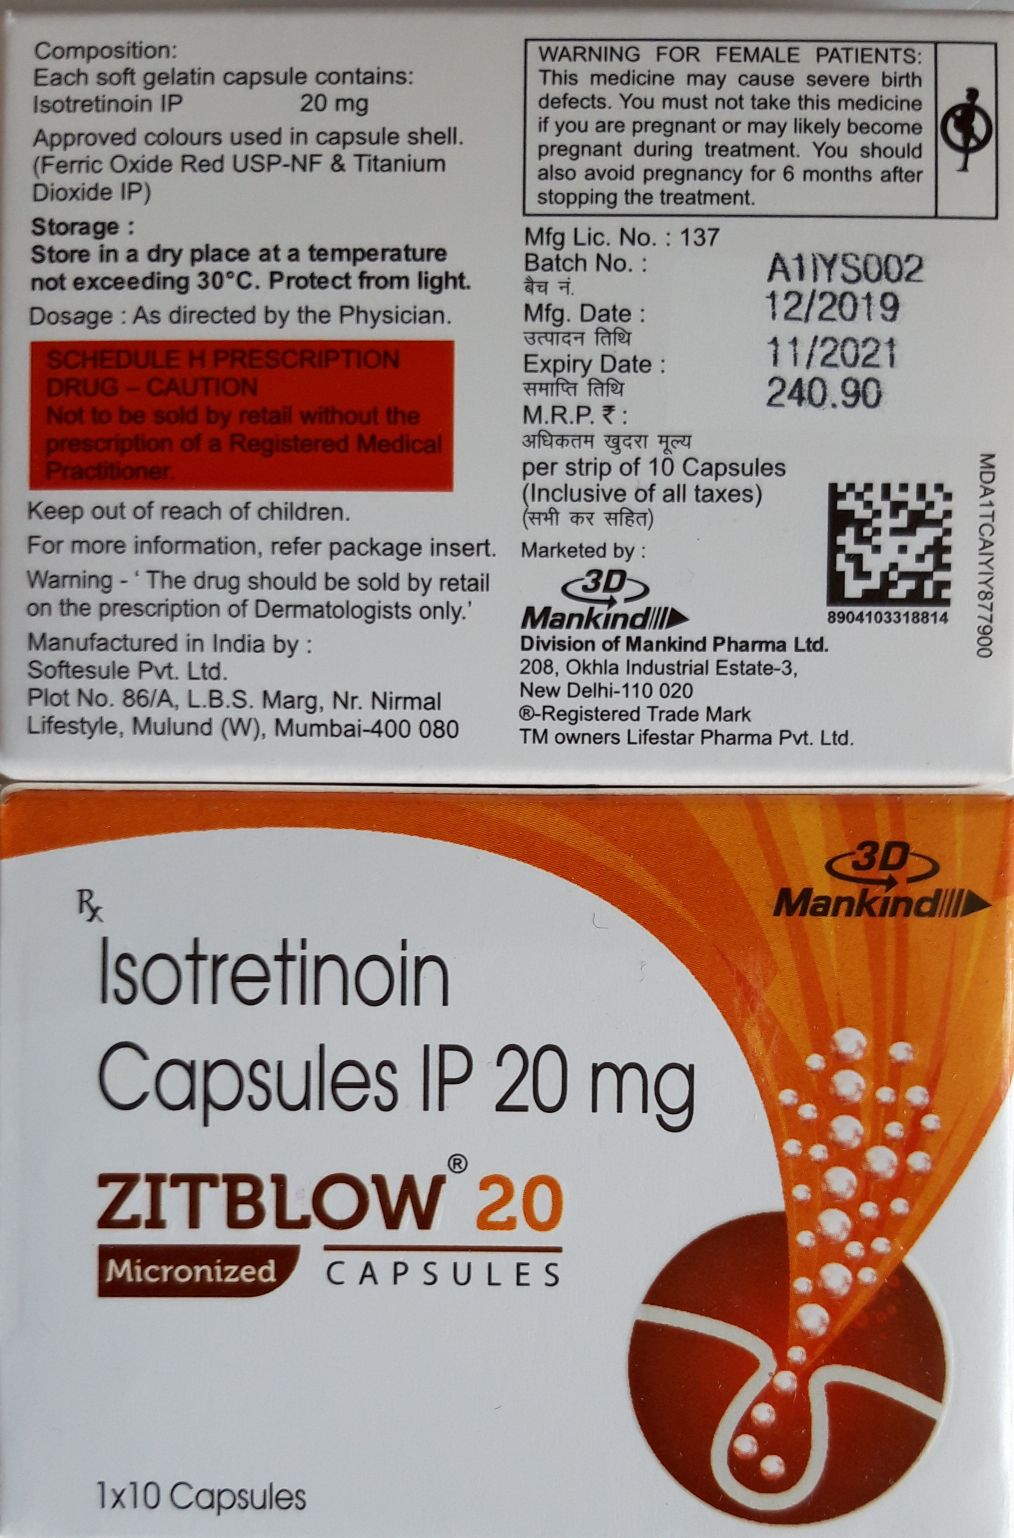 Composition:
Each soft gelatin capsule contains:
Isotretinoin IP 20 mg
Approved colours used in capsule shell.
(Ferric Oxide Red USP-NF & Titanium
Dioxide IP)
Storage :
Store in a dry place at a temperature
not exceeding 30°C. Protect from light.
Dosage : As directed by the Physician.
SCHEDULE H PRESCRIPTION
DRUG – CAUTION
Not to be sold by retail without the
prescription of a Registered Medical
Practitioner.
Keep out of reach of children.
For more information, refer package insert.
Warning - ‘ The drug should be sold by retail
on the prescription of Dermatologists only.’
Manufactured in India by :
Softesule Pvt. Ltd.
Plot No. 86/A, L.B.S. Marg, Nr. Nirmal
Lifestyle, Mulund (W), Mumbai-400 080
WARNING FOR FEMALE PATIENTS:
This medicine may cause severe birth
defects. You must not take this medicine
if you are pregnant or may likely become
pregnant during treatment. You should
also avoid pregnancy for 6 months after
stopping the treatment.
Mfg Lic. No. : 137
Batch No. : A1IYS002
बैच नं.
Mfg. Date : 12/2019
उत्पादन तिथि
Expiry Date : 11/2021
समाप्ति तिथि
M.R.P. ₹ : 240.90
अधिकतम खुदरा मूल्य
per strip of 10 Capsules
(Inclusive of all taxes)
(सभी कर सहित)
Marketed by :
3D
Mankind
Division of Mankind Pharma Ltd.
208, Okhla Industrial Estate-3,
New Delhi-110 020
®-Registered Trade Mark
TM owners Lifestar Pharma Pvt. Ltd.
8904103318814
MDA1TCAIYIY877900
3D
Mankind
Rx
Isotretinoin
Capsules IP 20 mg
ZITBLOW® 20
Micronized CAPSULES
1x10 Capsules